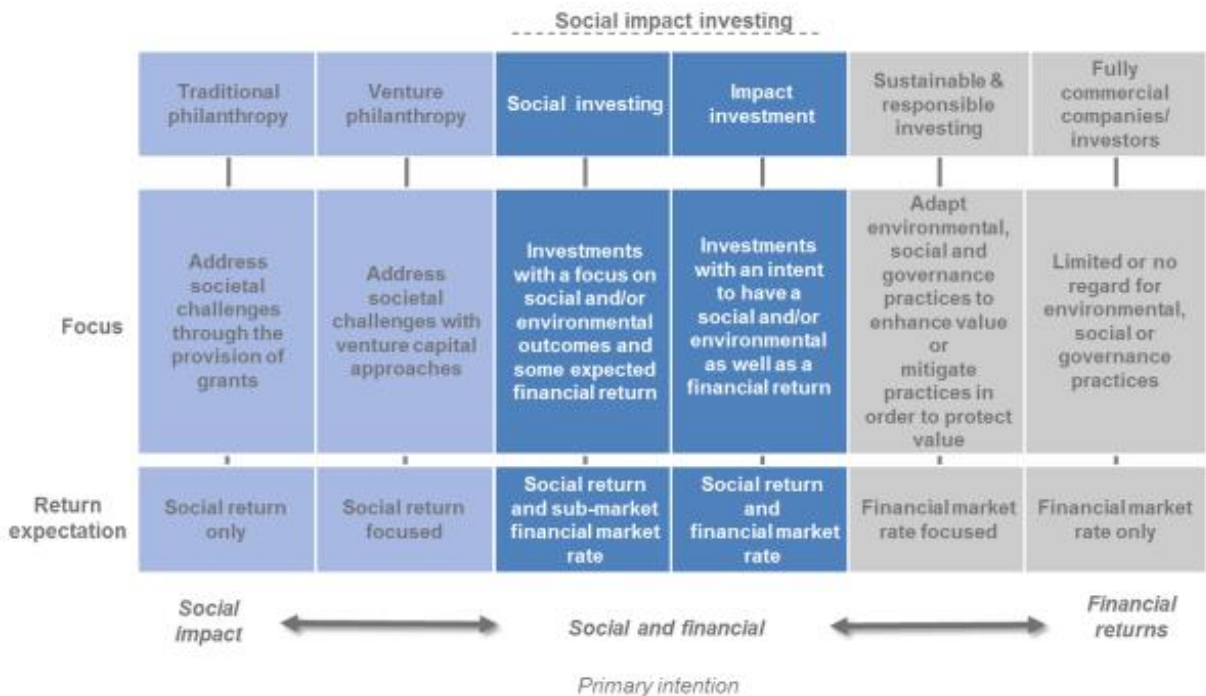 Social impact investing
Traditional
philanthropy
Venture
philanthropy
Social investing
Impact
investment
Sustainable &
responsible
investing
Fully
commercial
companies/
investors
Focus
Address
societal
challenges
through the
provision of
grants
Address
societal
challenges with
venture capital
approaches
Investments
with a focus on
social and/or
environmental
outcomes and
some expected
financial return
Investments
with an intent
to have a
social and/or
environmental
as well as a
financial return
Adapt
environmental,
social and
governance
practices to
enhance value
or
mitigate
practices in
order to protect
value
Limited or no
regard for
environmental,
social or
governance
practices
Return
expectation
Social return
only
Social return
focused
Social return
and sub-market
financial market
rate
Social return
and
financial market
rate
Financial market
rate focused
Financial market
rate only
Social
impact
Social and financial
Financial
returns
Primary intention